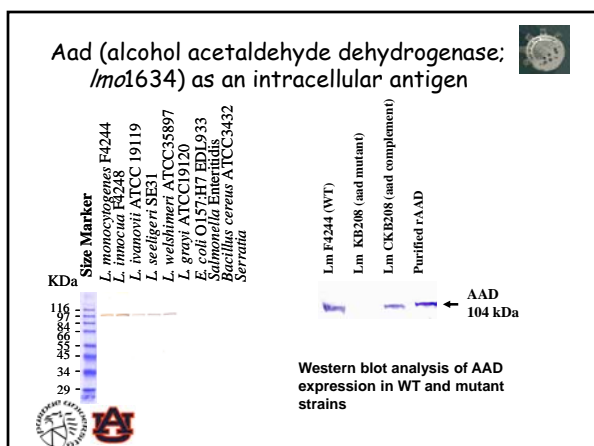 Aad (alcohol acetaldehyde dehydrogenase;
lmo1634) as an intracellular antigen
KDa
Size Marker
L. monocytogenes F4244
L. innocua F4248
L. ivanovii ATCC 19119
L. seeligeri SE31
L. welshimeri ATCC35897
L. grayi ATCC19120
E. coli O157:H7 EDL933
Salmonella Enteritidis
Bacillus cereus ATCC3432
Serratia
116
97
84
66
55
45
34
29
Lm F4244 (WT)
Lm KB208 (aad mutant)
Lm CKB208 (aad complement)
Purified rAAD
AAD
104 kDa
Western blot analysis of AAD
expression in WT and mutant
strains